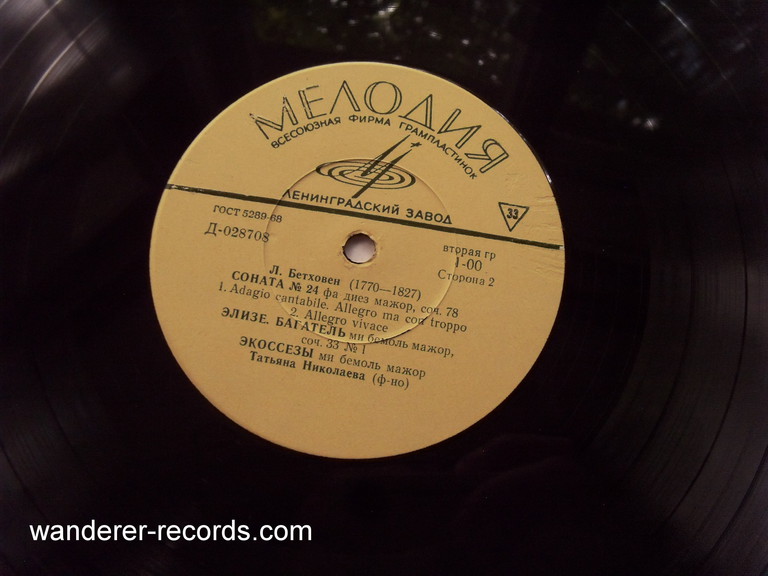 МЕЛОДИЯ
ВСЕСОЮЗНАЯ ФИРМА ГРАМПЛАСТИНОК
ЛЕНИНГРАДСКИЙ ЗАВОД
33
ГОСТ 5289-68
Д-028708
вторая гр
1-00
Сторона 2
Л. Бетховен (1770—1827)
СОНАТА № 24 фа диез мажор, соч. 78
1. Adagio cantabile. Allegro ma con troppo
2. Allegro vivace
ЭЛИЗЕ. БАГАТЕЛЬ ми бемоль мажор,
соч. 33 № 1
ЭКОССЕЗЫ ми бемоль мажор
Татьяна Николаева (ф-но)
wanderer-records.com